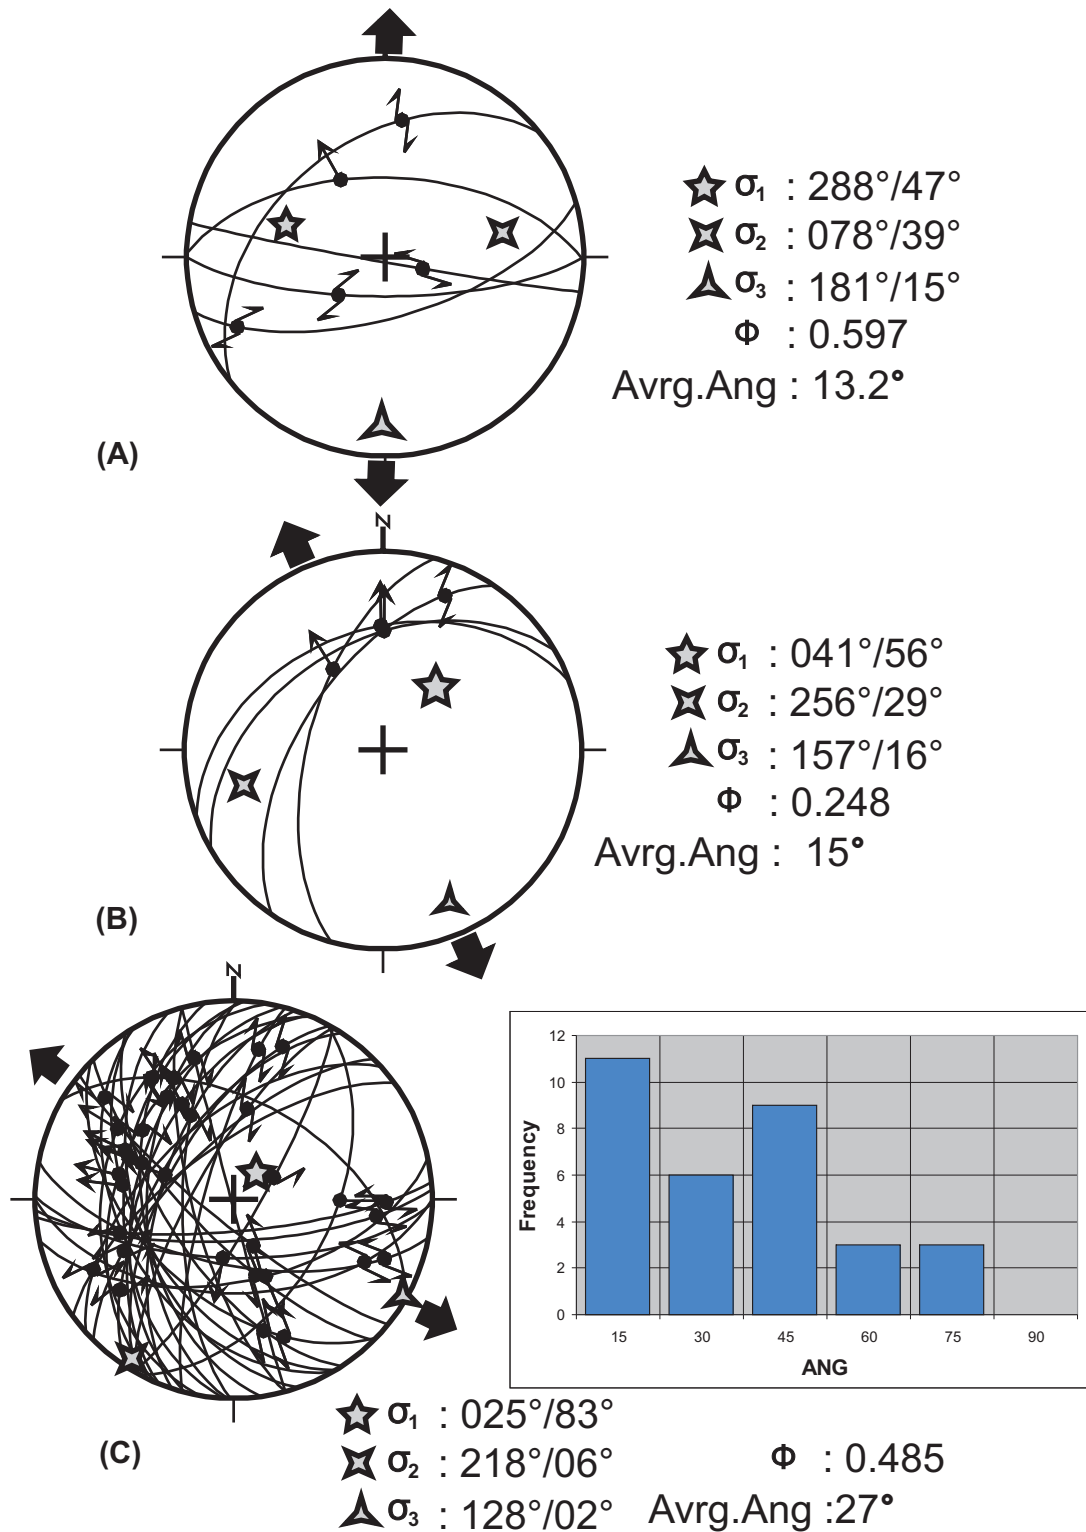 σ1 : 288°/47°
σ2 : 078°/39°
σ3 : 181°/15°
Φ : 0.597
Avrg.Ang : 13.2°
(A)
N
σ1 : 041°/56°
σ2 : 256°/29°
σ3 : 157°/16°
Φ : 0.248
Avrg.Ang : 15°
(B)
N
12
10
8
6
4
2
0
Frequency
15 30 45 60 75 90
ANG
σ1 : 025°/83°
σ2 : 218°/06°
σ3 : 128°/02°
Φ : 0.485
Avrg.Ang :27°
(C)